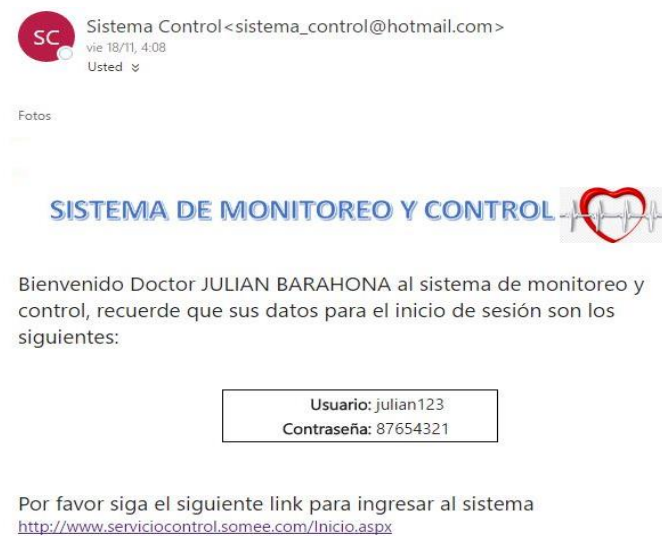 SC
Sistema Control<sistema_control@hotmail.com>
vie 18/11, 4:08
Usted
Fotos
SISTEMA DE MONITOREO Y CONTROL
Bienvenido Doctor JULIAN BARAHONA al sistema de monitoreo y
control, recuerde que sus datos para el inicio de sesión son los
siguientes:
Usuario: julian123
Contraseña: 87654321
Por favor siga el siguiente link para ingresar al sistema
http://www.serviciocontrol.somee.com/Inicio.aspx